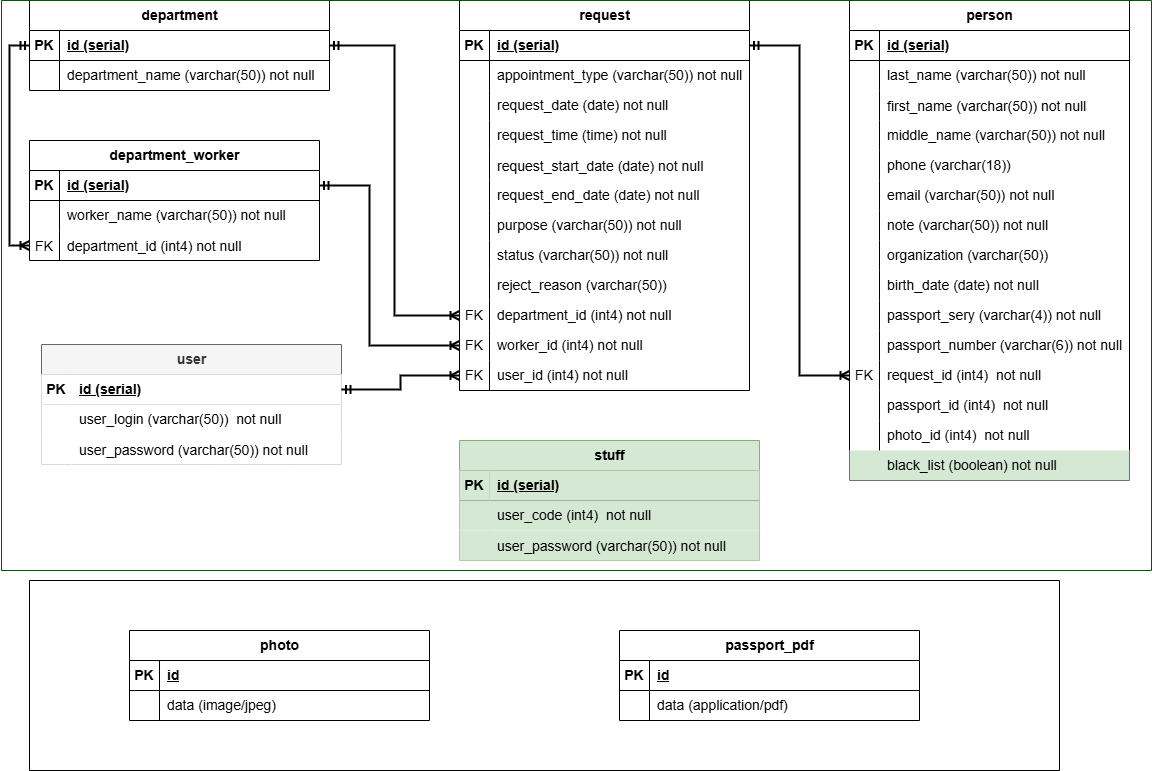 department
PK id (serial)
department_name (varchar(50)) not null
department_worker
PK id (serial)
worker_name (varchar(50)) not null
FK department_id (int4) not null
user
PK id (serial)
user_login (varchar(50))  not null
user_password (varchar(50)) not null
request
PK id (serial)
appointment_type (varchar(50)) not null
request_date (date) not null
request_time (time) not null
request_start_date (date) not null
request_end_date (date) not null
purpose (varchar(50)) not null
status (varchar(50)) not null
reject_reason (varchar(50))
FK department_id (int4) not null
FK worker_id (int4) not null
FK user_id (int4) not null
stuff
PK id (serial)
user_code (int4)  not null
user_password (varchar(50)) not null
person
PK id (serial)
last_name (varchar(50)) not null
first_name (varchar(50)) not null
middle_name (varchar(50)) not null
phone (varchar(18))
email (varchar(50)) not null
note (varchar(50)) not null
organization (varchar(50))
birth_date (date) not null
passport_sery (varchar(4)) not null
passport_number (varchar(6)) not null
FK request_id (int4)  not null
passport_id (int4)  not null
photo_id (int4)  not null
black_list (boolean) not null
photo
PK id
data (image/jpeg)
passport_pdf
PK id
data (application/pdf)